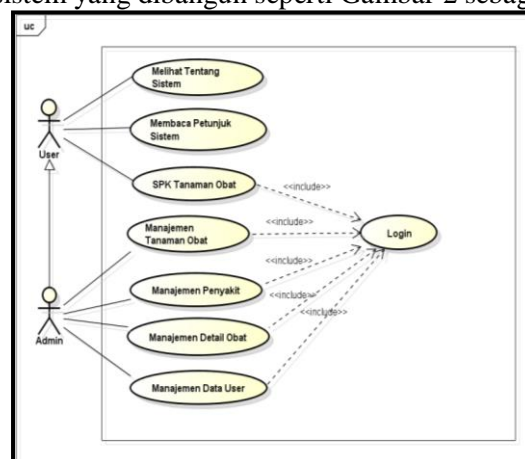 sistem yang dibangun seperti Gambar 2 sebag
uc
Melihat Tentang
Sistem
Membaca Petunjuk
Sistem
User
SPK Tanaman Obat
<<include>>
Manajemen
Tanaman Obat
<<include>>
Login
<<include>>
Manajemen Penyakit
<<include>>
Admin
<<include>>
Manajemen Detail Obat
Manajemen Data User